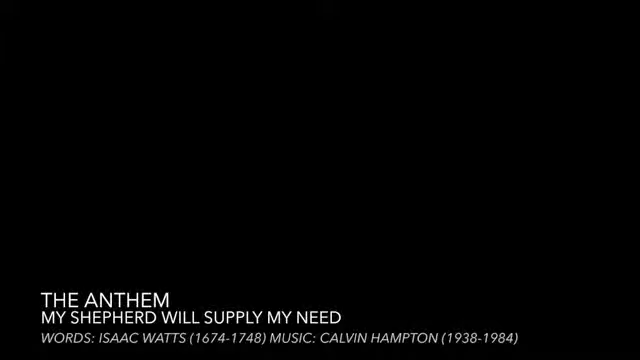 THE ANTHEM
MY SHEPHERD WILL SUPPLY MY NEED
WORDS: ISAAC WATTS (1674-1748) MUSIC: CALVIN HAMPTON (1938-1984)